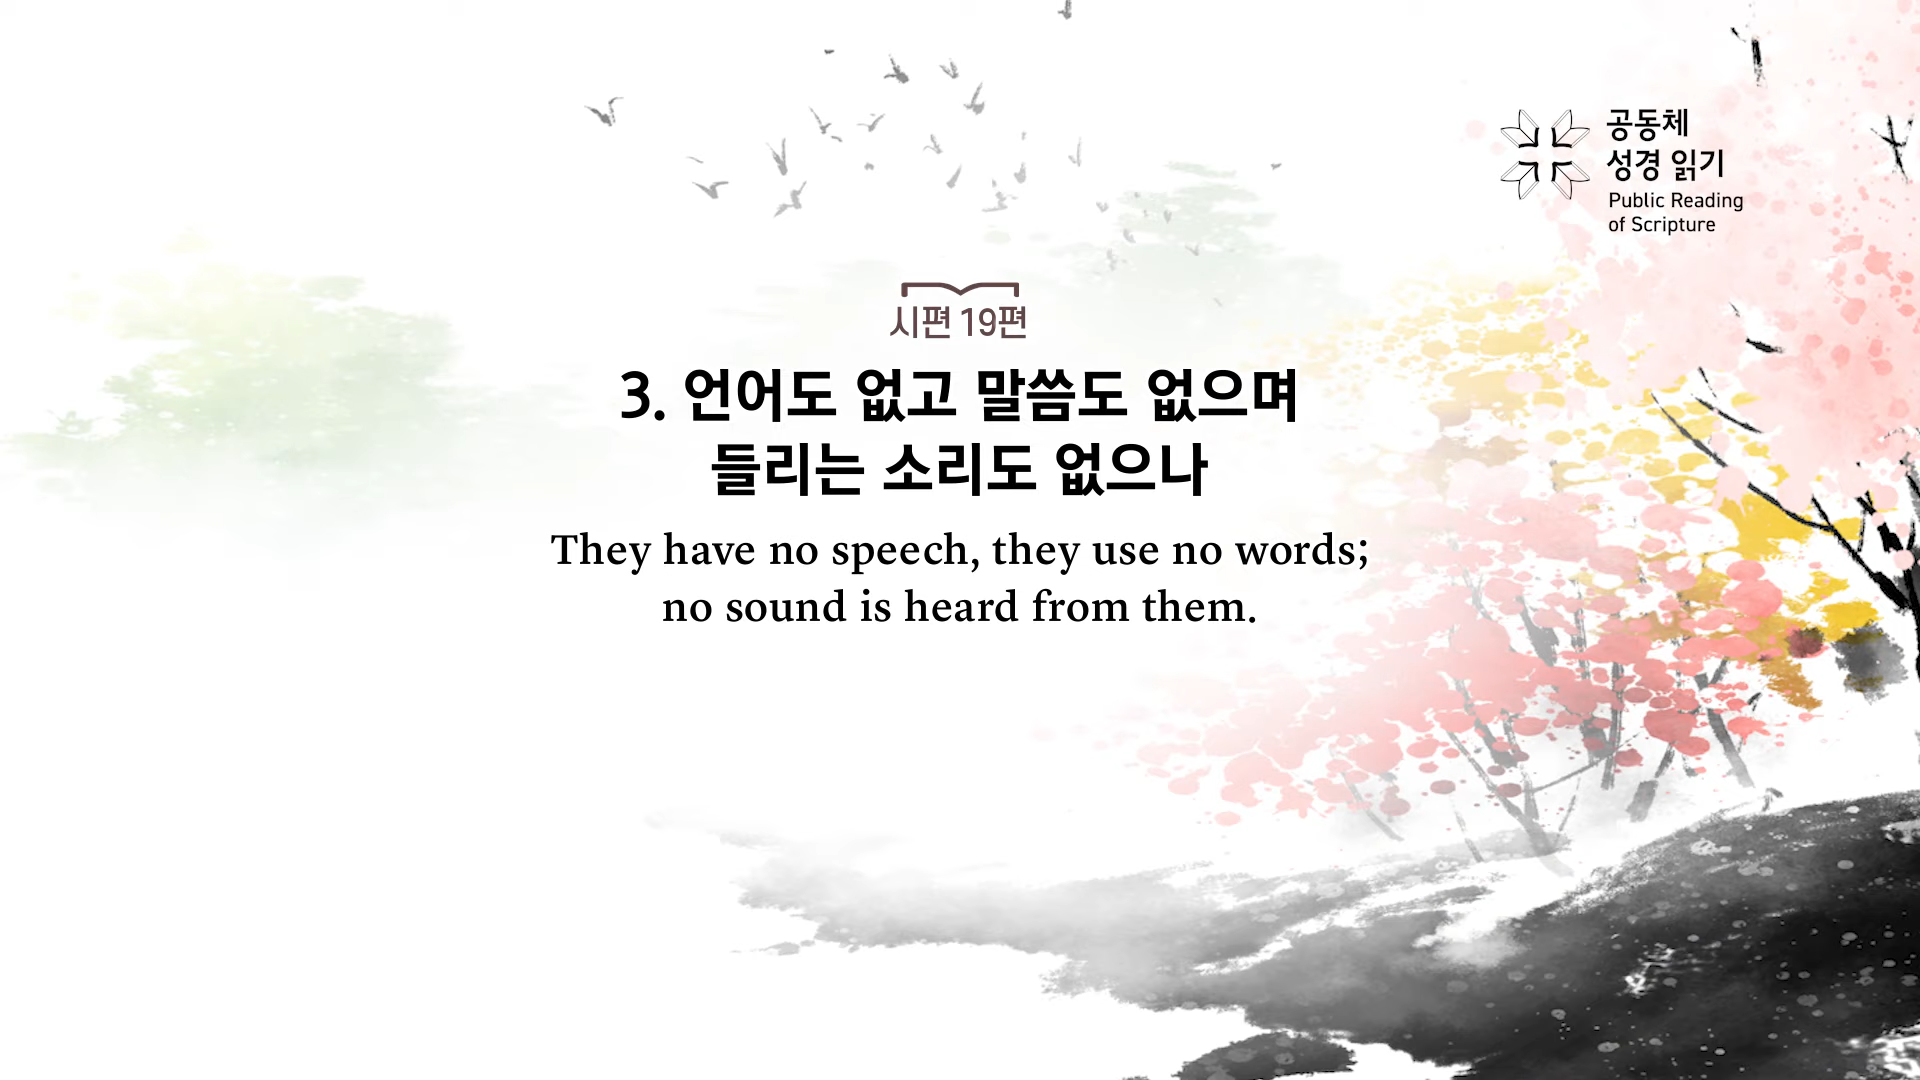 공동체
성경 읽기
Public Reading
of Scripture
시편 19편
3. 언어도 없고 말씀도 없으며
들리는 소리도 없으나
They have no speech, they use no words;
no sound is heard from them.